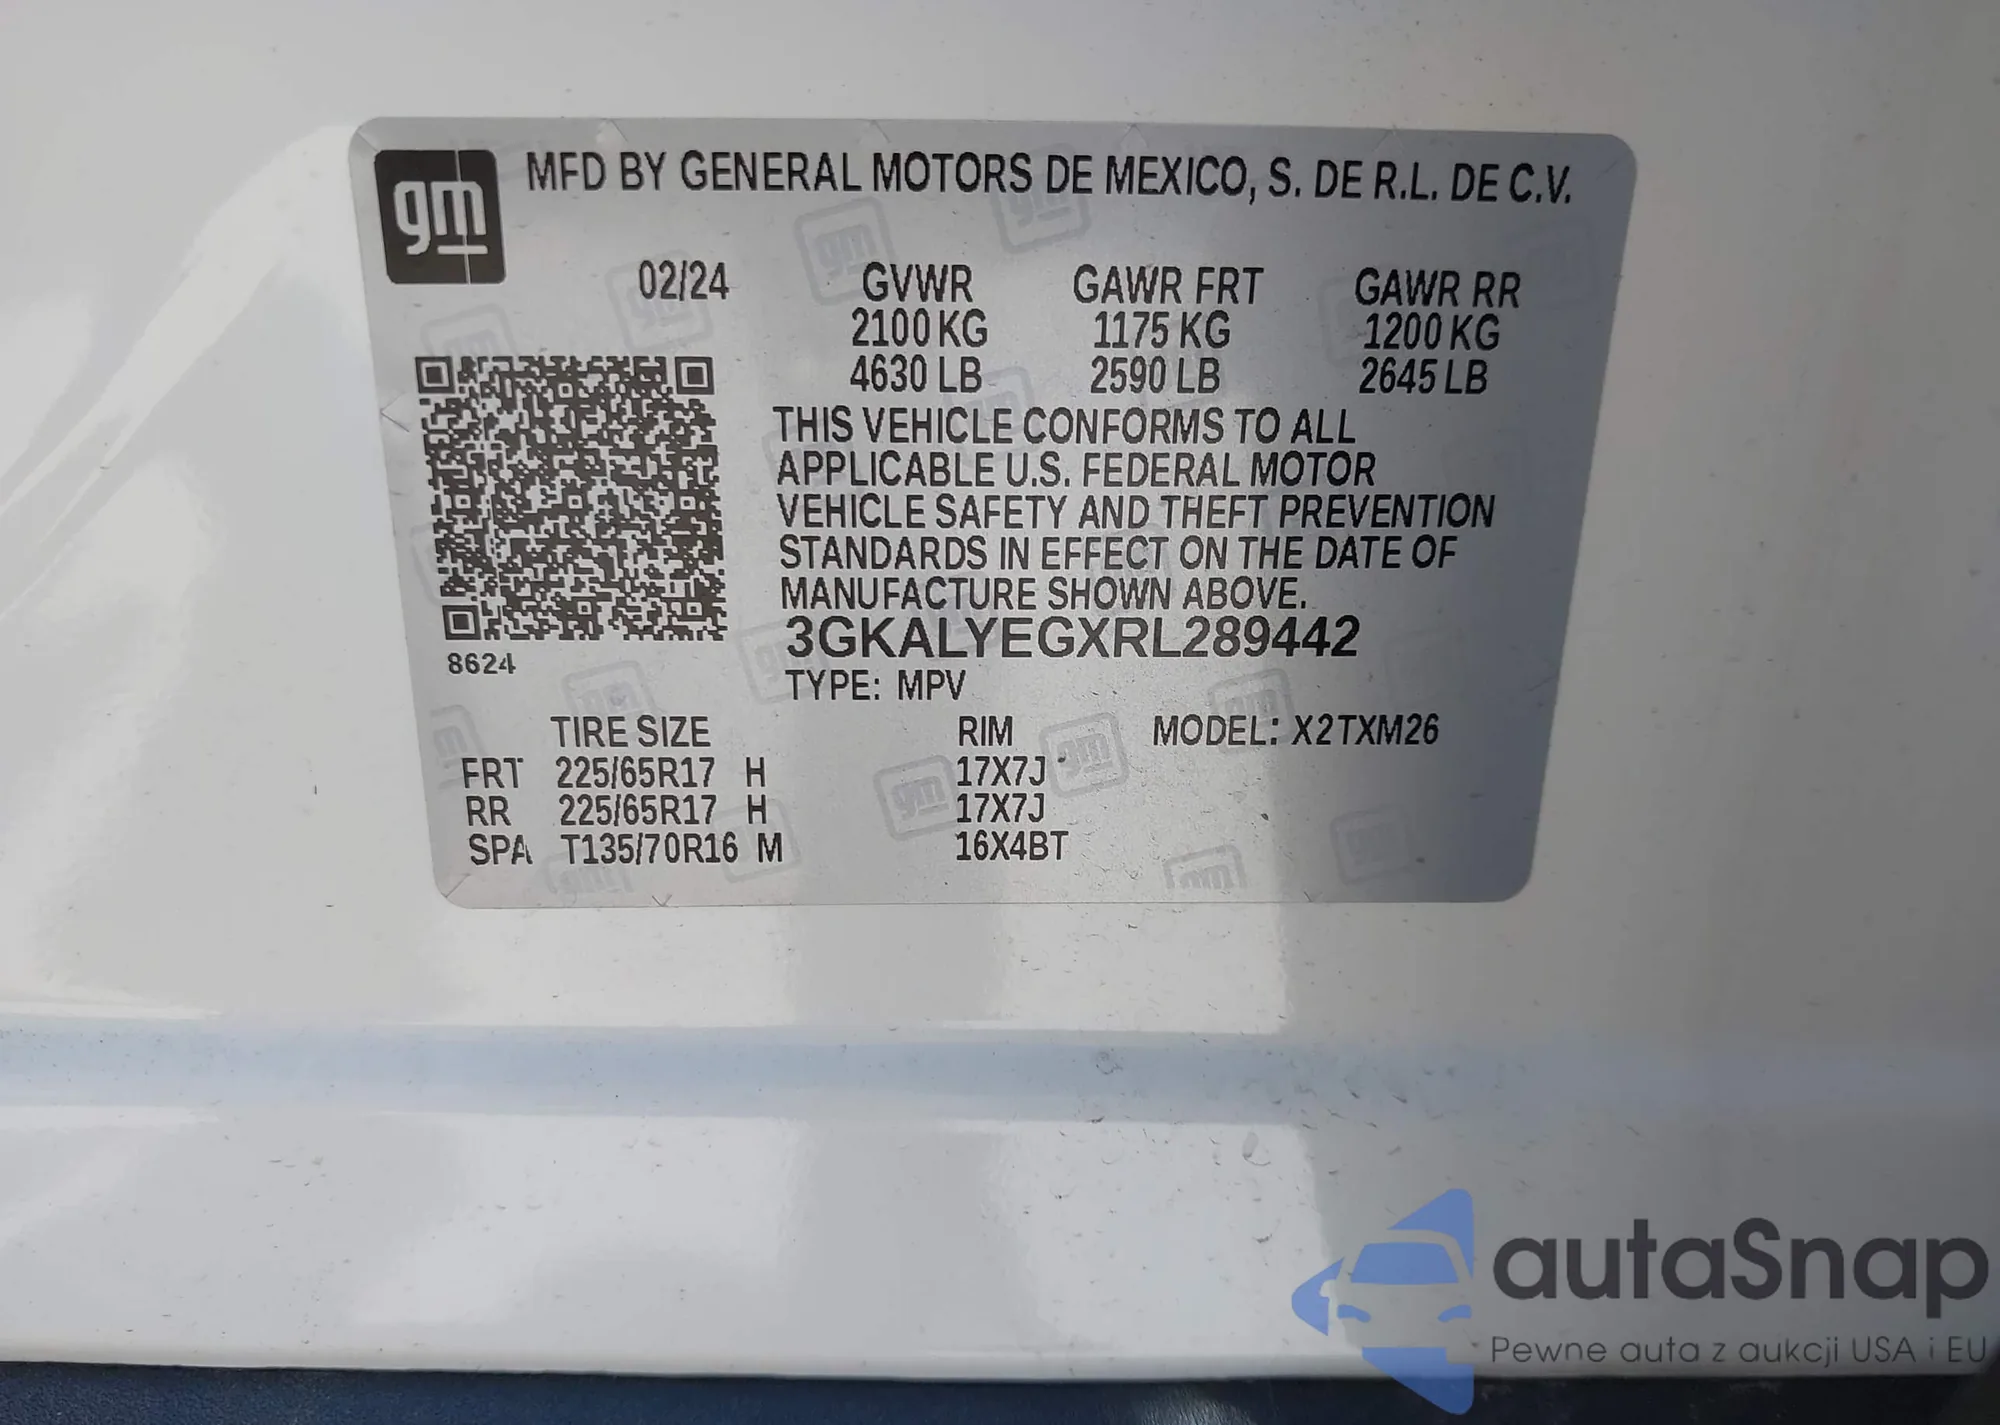 gm MFD BY GENERAL MOTORS DE MEXICO, S. DE R.L. DE C.V.
02/24 GVWR GAWR FRT GAWR RR
2100 KG 1175 KG 1200 KG
4630 LB 2590 LB 2645 LB
THIS VEHICLE CONFORMS TO ALL
APPLICABLE U.S. FEDERAL MOTOR
VEHICLE SAFETY AND THEFT PREVENTION
STANDARDS IN EFFECT ON THE DATE OF
MANUFACTURE SHOWN ABOVE.
3GKALYEGXRL289442
8624
TYPE: MPV
TIRE SIZE RIM MODEL: X2TXM26
FRT 225/65R17 H 17X7J
RR 225/65R17 H 17X7J
SPA T135/70R16 M 16X4BT
autaSnap
Pewne auta z aukcji USA i EU